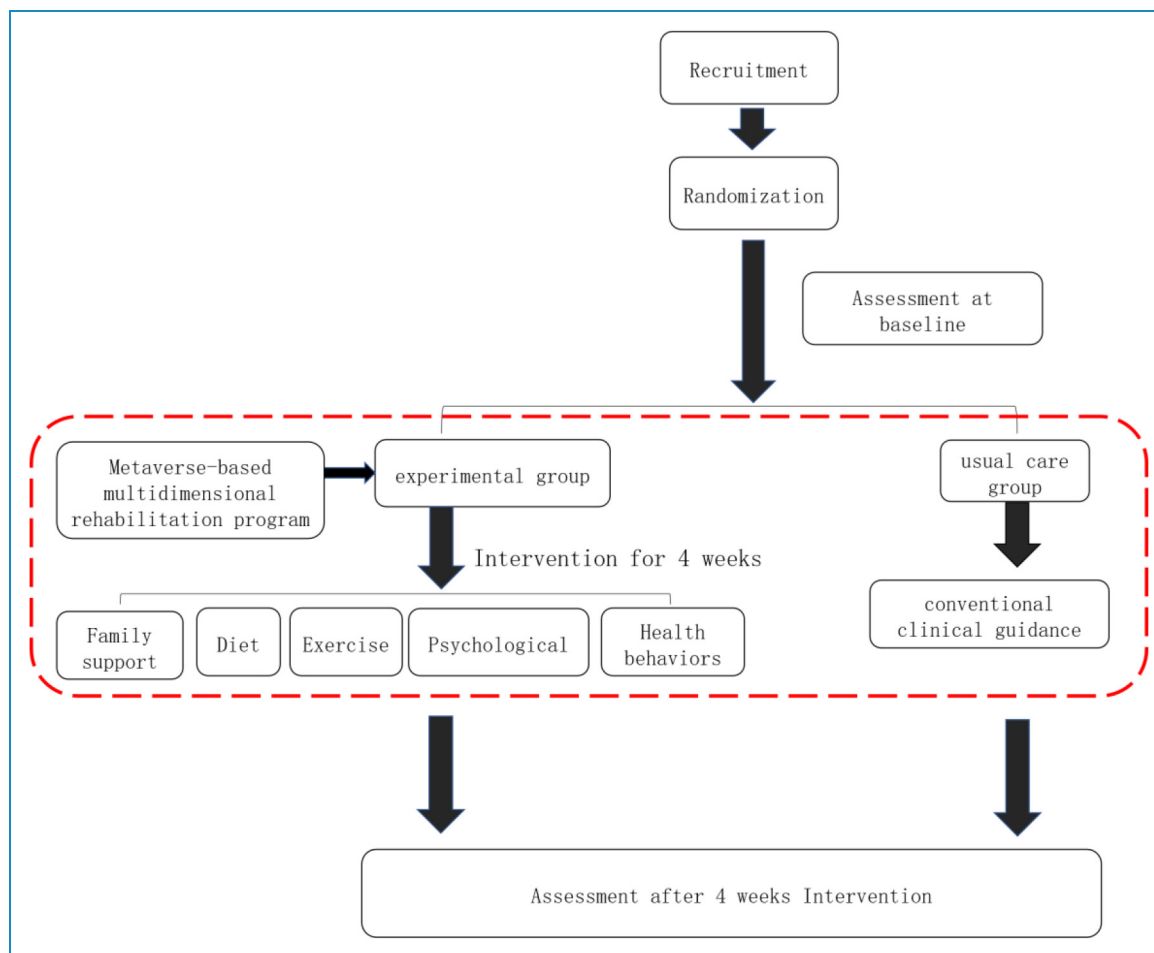 Recruitment
Randomization
Assessment at
baseline
Metaverse-based
multidimensional
rehabilitation program
experimental group
usual care
group
Intervention for 4 weeks
Family
support
Diet
Exercise
Psychological
Health
behaviors
conventional
clinical guidance
Assessment after 4 weeks Intervention